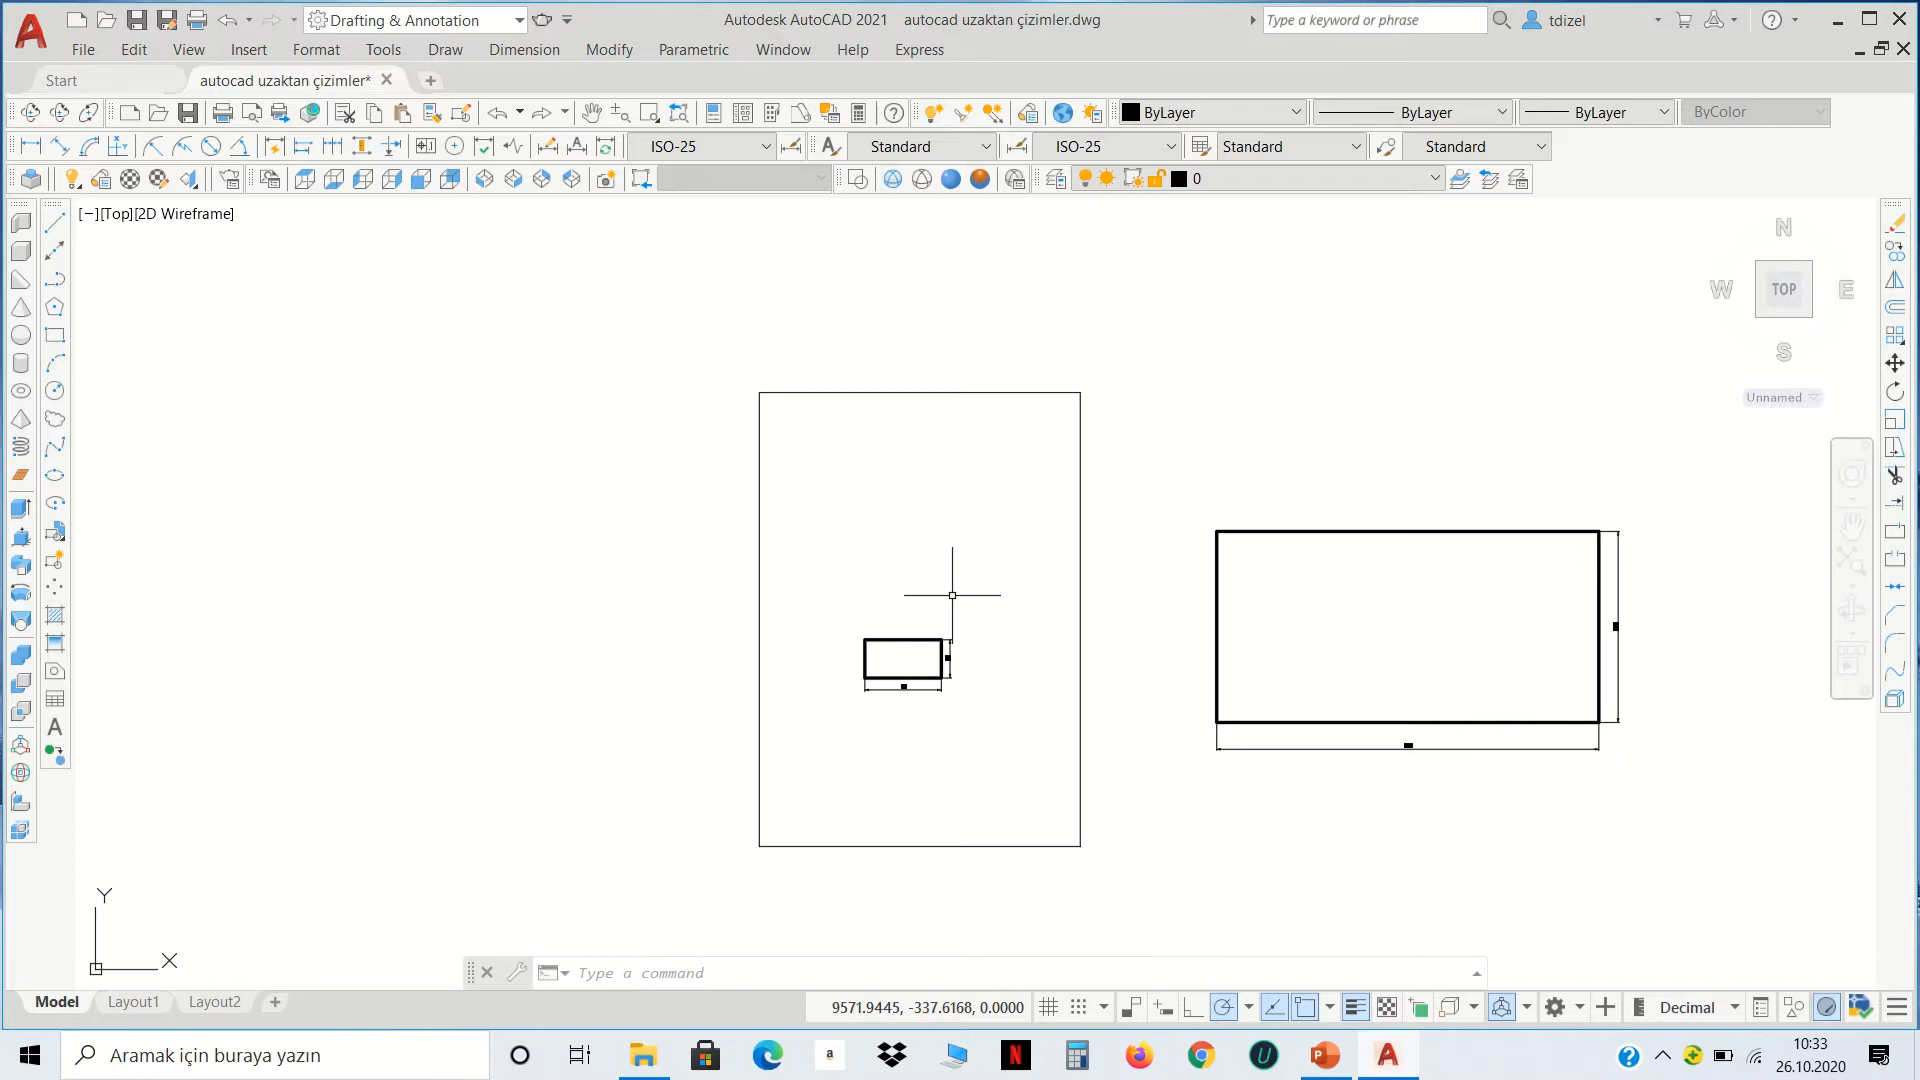 Drafting & Annotation
Autodesk AutoCAD 2021 autocad uzaktan çizimler.dwg
Type a keyword or phrase
tdizel
File Edit View Insert Format Tools Draw Dimension Modify Parametric Window Help Express
Start
autocad uzaktan çizimler*
ByLayer ByLayer ByLayer ByColor
ISO-25 Standard ISO-25 Standard Standard
0
[−][Top][2D Wireframe]
N
W TOP E
S
Unnamed
A
Y
X
Type a command
Model Layout1 Layout2
9571.9445, -337.6168, 0.0000
Decimal
Aramak için buraya yazın
10:33
26.10.2020